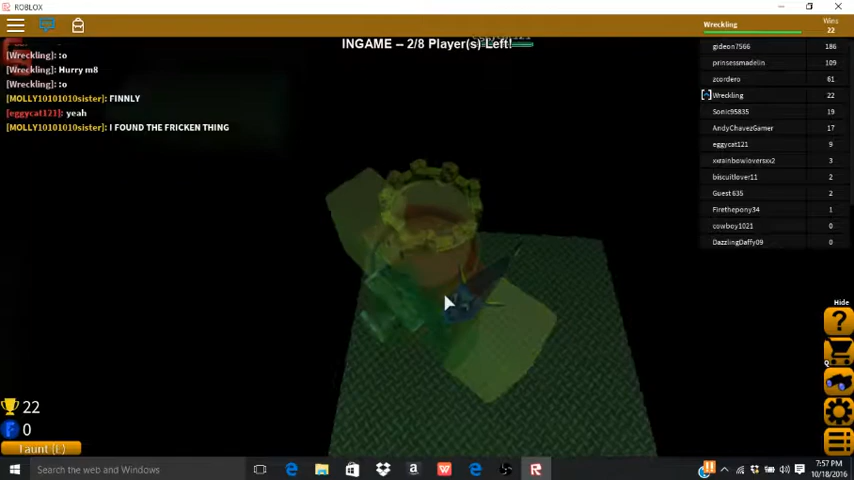 ROBLOX
[Wreckling]: :o
[Wreckling]: Hurry m8
[Wreckling]: :o
[MOLLY10101010sister]: FINNLY
[eggycat121]: yeah
[MOLLY10101010sister]: I FOUND THE FRICKEN THING
INGAME -- 2/8 Player(s) Left!
Wreckling
Wins
22
gideon7566 186
prinsessmadelin 109
zcordero 61
Wreckling 22
Sonic95835 19
AndyChavezGamer 17
eggycat121 9
xxrainbowloversxx2 3
biscuitlover11 2
Guest 635 2
Firethepony34 1
cowboy1021 0
DazzlingDaffy09 0
Hide
?
Q
22
F 0
Taunt (L)
Search the web and Windows
7:57 PM
10/18/2016